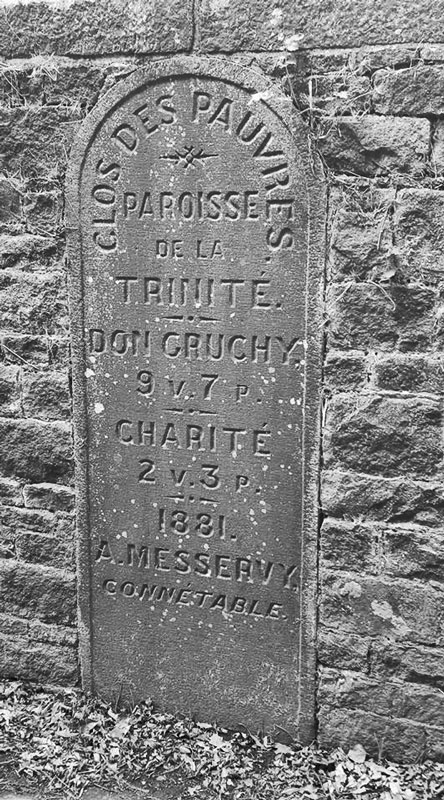 CLOS DES PAUVRES.
PAROISSE
DE LA
TRINITÉ.
DON GRUCHY.
9 V. 7 P.
CHARITÉ
2 V. 3 P.
1881.
A. MESSERVY,
CONNÉTABLE.